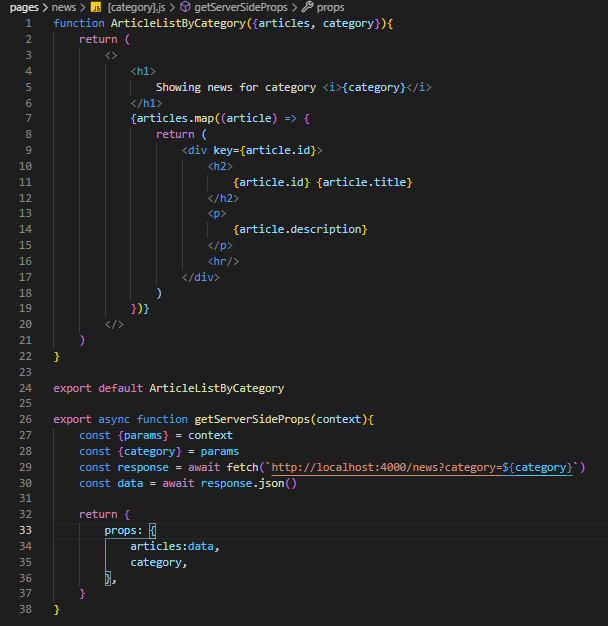 pages > news > JS [category].js > getServerSideProps > props
1 function ArticleListByCategory({articles, category}){
2     return (
3         <>
4             <h1>
5                 Showing news for category <i>{category}</i>
6             </h1>
7             {articles.map((article) => {
8                 return (
9                     <div key={article.id}>
10                         <h2>
11                             {article.id} {article.title}
12                         </h2>
13                         <p>
14                             {article.description}
15                         </p>
16                         <hr/>
17                     </div>
18                 )
19             })}
20         </>
21     )
22 }
23
24 export default ArticleListByCategory
25
26 export async function getServerSideProps(context){
27     const {params} = context
28     const {category} = params
29     const response = await fetch(`http://localhost:4000/news?category=${category}`)
30     const data = await response.json()
31
32     return {
33         props: {
34             articles:data,
35             category,
36         },
37     }
38 }